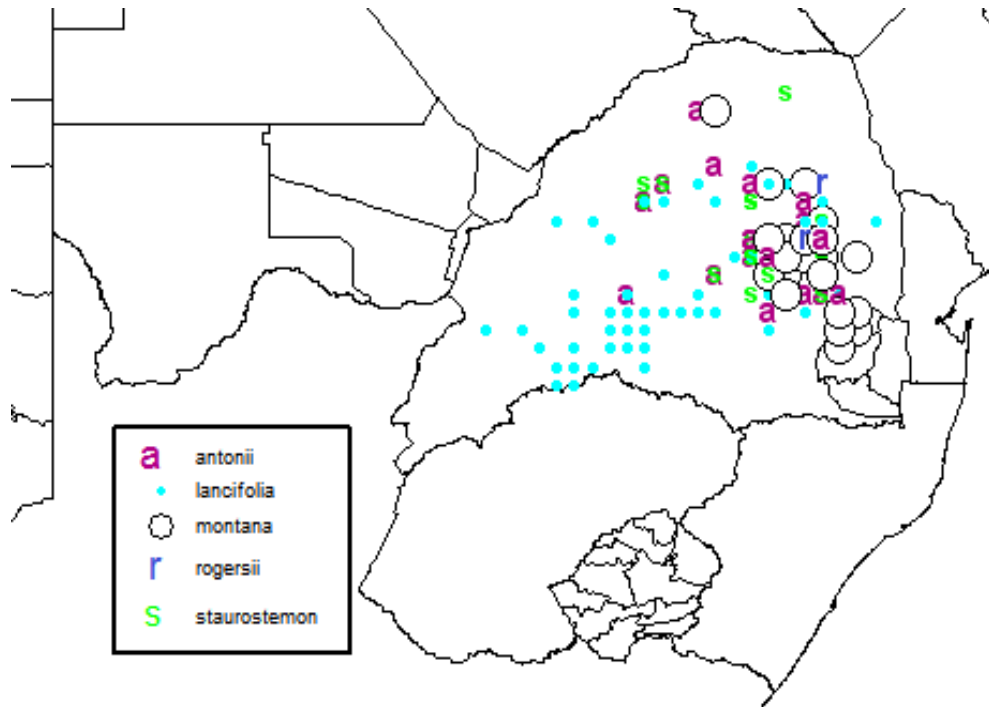 s
a
a
s s a a r
a s a
s
a r a
s a
s s
a s a s a
a
a antonii
lancifolia
montana
r rogersii
s staurostemon